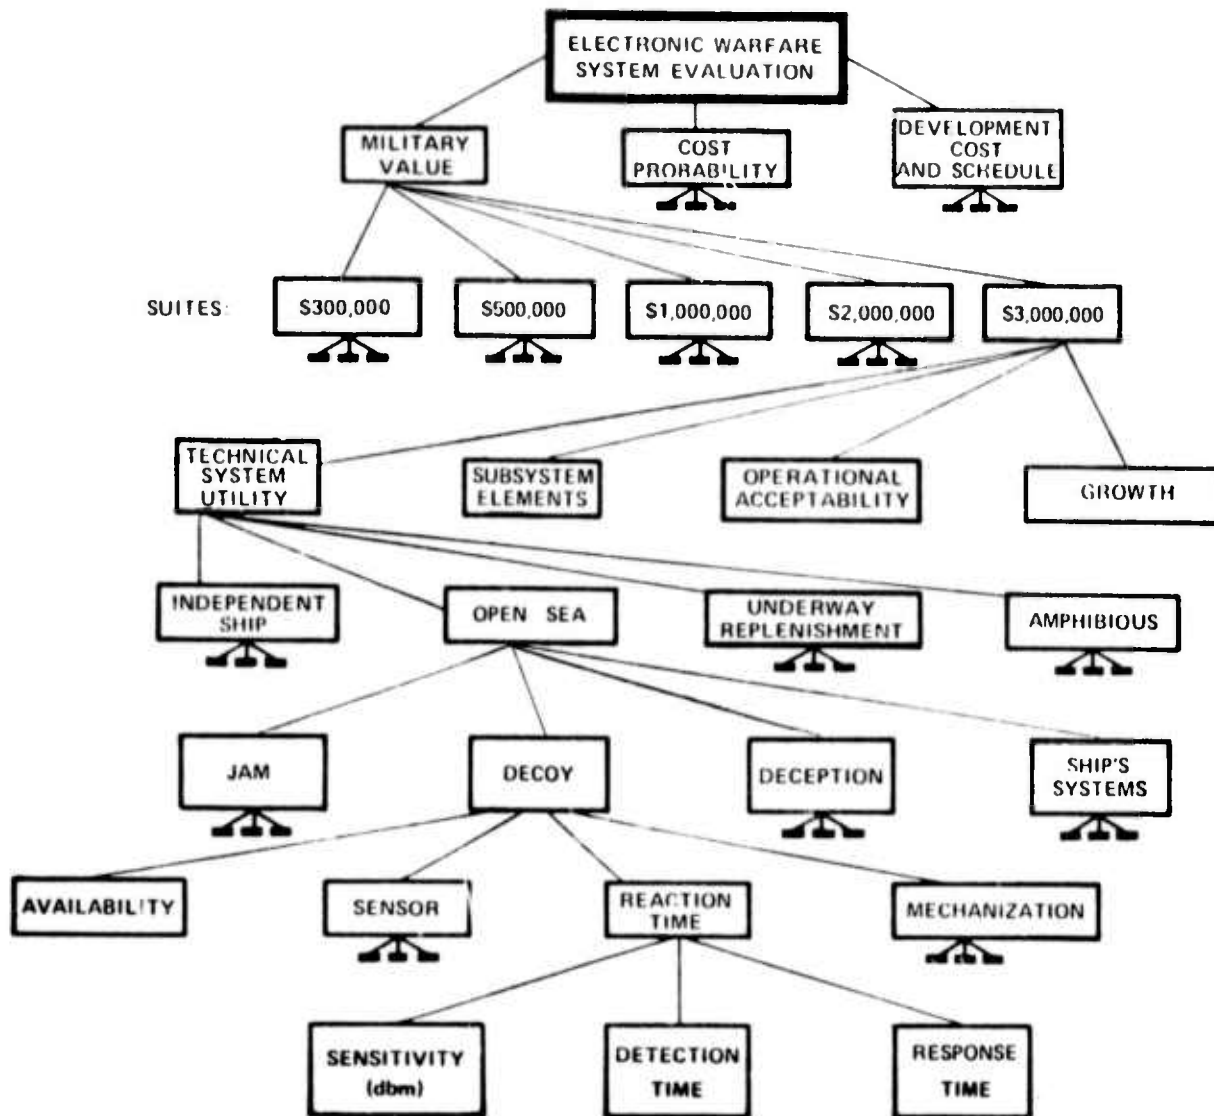 ELECTRONIC WARFARE
SYSTEM EVALUATION
MILITARY
VALUE
COST
PROBABILITY
DEVELOPMENT
COST
AND SCHEDULE
SUITES:
$300,000
$500,000
$1,000,000
$2,000,000
$3,000,000
TECHNICAL
SYSTEM
UTILITY
SUBSYSTEM
ELEMENTS
OPERATIONAL
ACCEPTABILITY
GROWTH
INDEPENDENT
SHIP
OPEN SEA
UNDERWAY
REPLENISHMENT
AMPHIBIOUS
JAM
DECOY
DECEPTION
SHIP'S
SYSTEMS
AVAILABILITY
SENSOR
REACTION
TIME
MECHANIZATION
SENSITIVITY
(dbm)
DETECTION
TIME
RESPONSE
TIME